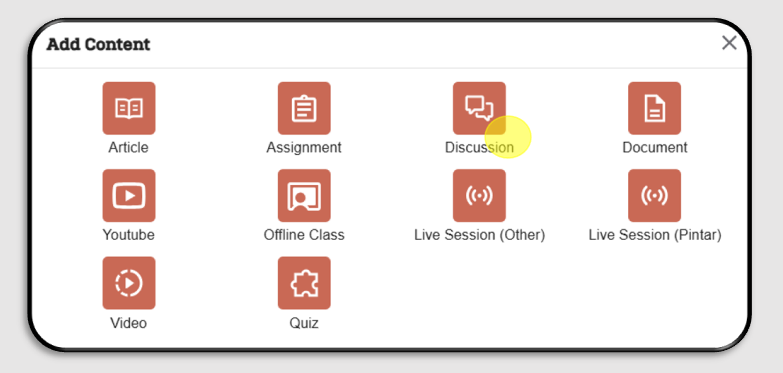 Add Content
Article
Assignment
Discussion
Document
Youtube
Offline Class
Live Session (Other)
Live Session (Pintar)
Video
Quiz